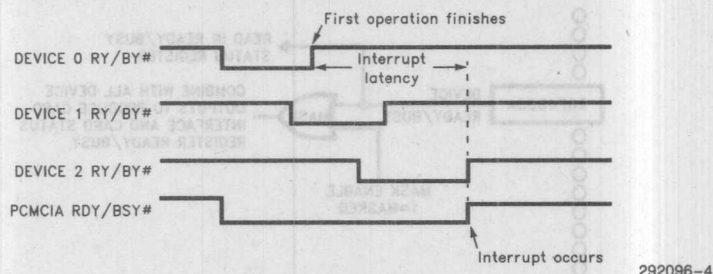 First operation finishes
DEVICE 0 RY/BY#
Interrupt
latency
DEVICE 1 RY/BY#
DEVICE 2 RY/BY#
PCMCIA RDY/BSY#
Interrupt occurs
292096-4